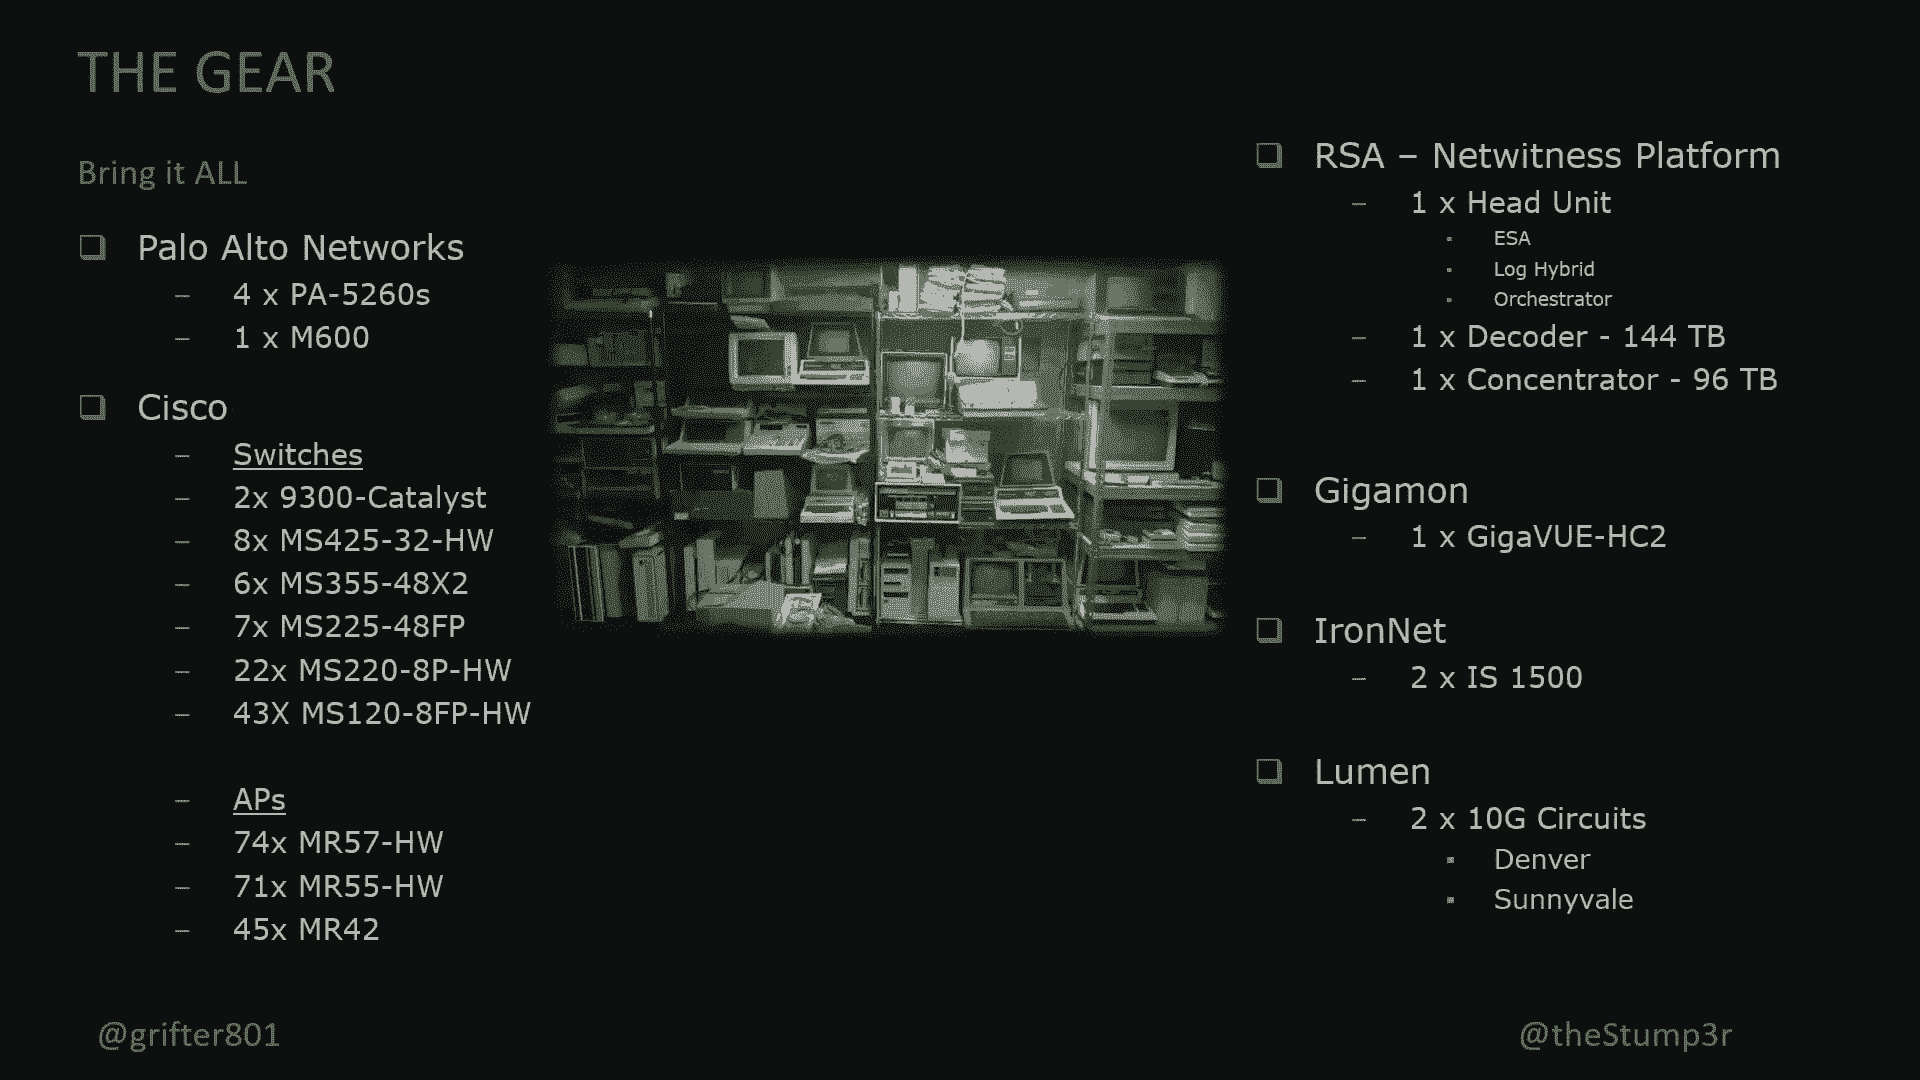 THE GEAR
Bring it ALL
Palo Alto Networks
– 4 x PA-5260s
– 1 x M600
Cisco
– Switches
– 2x 9300-Catalyst
– 8x MS425-32-HW
– 6x MS355-48X2
– 7x MS225-48FP
– 22x MS220-8P-HW
– 43X MS120-8FP-HW
– APs
– 74x MR57-HW
– 71x MR55-HW
– 45x MR42
RSA – Netwitness Platform
– 1 x Head Unit
ESA
Log Hybrid
Orchestrator
– 1 x Decoder - 144 TB
– 1 x Concentrator - 96 TB
Gigamon
– 1 x GigaVUE-HC2
IronNet
– 2 x IS 1500
Lumen
– 2 x 10G Circuits
Denver
Sunnyvale
@grifter801
@theStump3r